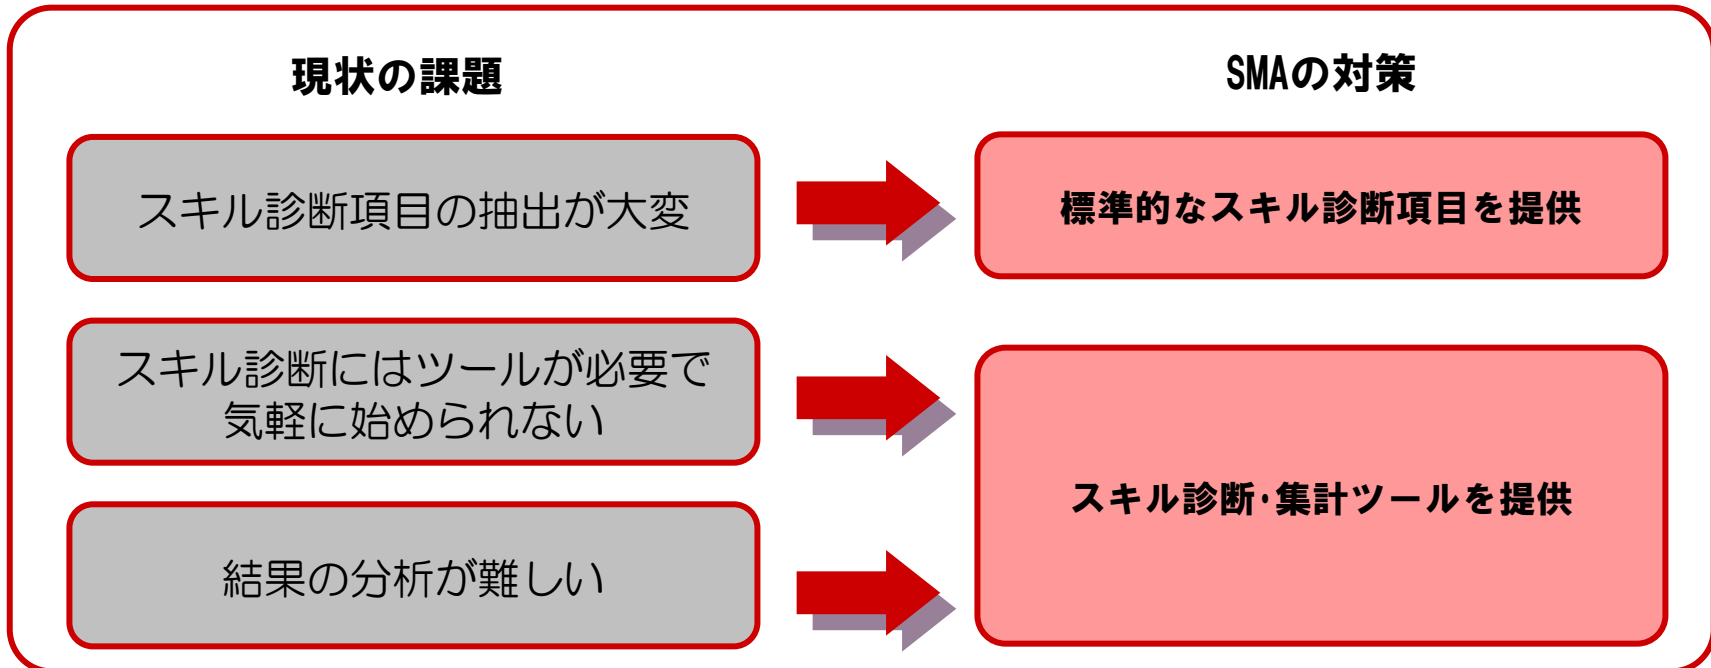 現状の課題
SMAの対策
スキル診断項目の抽出が大変
標準的なスキル診断項目を提供
スキル診断にはツールが必要で
気軽に始められない
スキル診断･集計ツールを提供
結果の分析が難しい